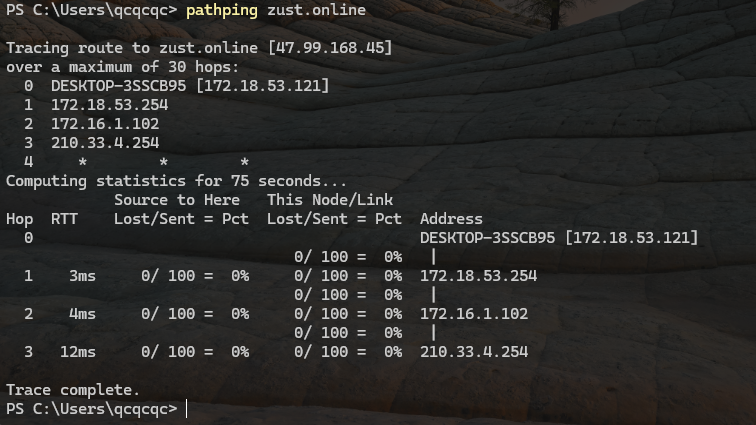 PS C:\Users\qcqcqc> pathping zust.online
Tracing route to zust.online [47.99.168.45]
over a maximum of 30 hops:
  0  DESKTOP-3SSCB95 [172.18.53.121]
  1  172.18.53.254
  2  172.16.1.102
  3  210.33.4.254
  4     *        *        *
Computing statistics for 75 seconds...
            Source to Here   This Node/Link
Hop  RTT    Lost/Sent = Pct  Lost/Sent = Pct  Address
  0                                           DESKTOP-3SSCB95 [172.18.53.121]
                                0/ 100 =  0%   |
  1    3ms     0/ 100 =  0%     0/ 100 =  0%  172.18.53.254
                                0/ 100 =  0%   |
  2    4ms     0/ 100 =  0%     0/ 100 =  0%  172.16.1.102
                                0/ 100 =  0%   |
  3   12ms     0/ 100 =  0%     0/ 100 =  0%  210.33.4.254
Trace complete.
PS C:\Users\qcqcqc>